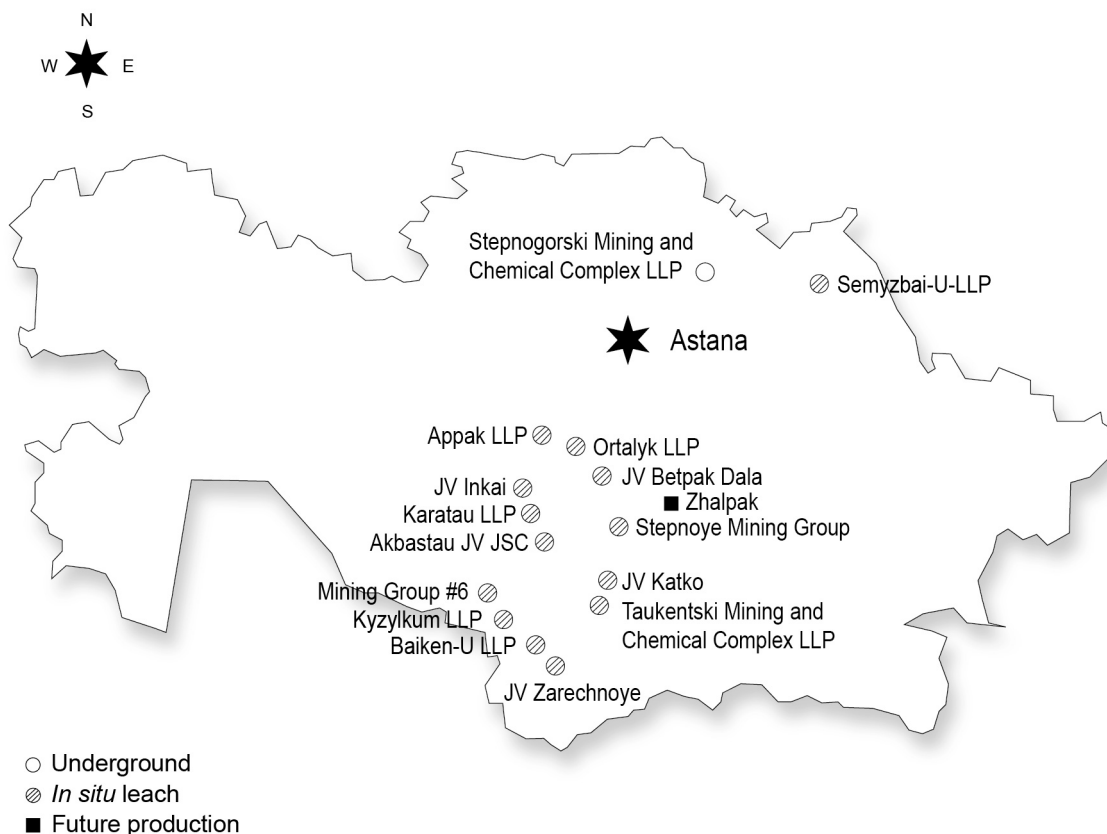 N
W E
S
Stepnogorski Mining and
Chemical Complex LLP
Semyzbai-U-LLP
Astana
Appak LLP
Ortalyk LLP
JV Betpak Dala
JV Inkai
Zhalpak
Karatau LLP
Stepnoye Mining Group
Akbastau JV JSC
JV Katko
Mining Group #6
Taukentski Mining and
Chemical Complex LLP
Kyzylkum LLP
Baiken-U LLP
JV Zarechnoye
Underground
In situ leach
Future production